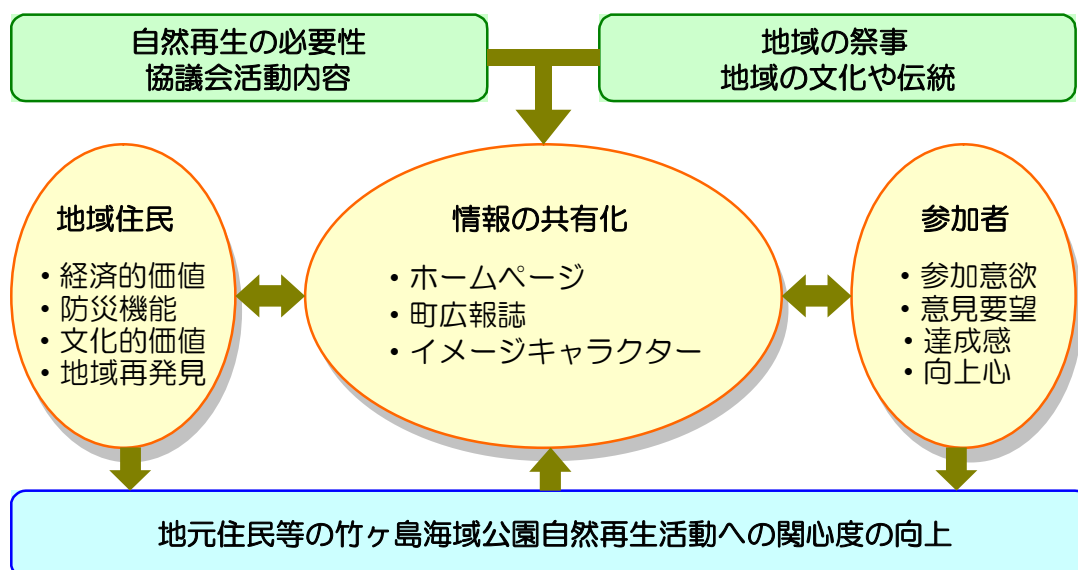 自然再生の必要性
協議会活動内容
地域の祭事
地域の文化や伝統
地域住民
・経済的価値
・防災機能
・文化的価値
・地域再発見
情報の共有化
・ホームページ
・町広報誌
・イメージキャラクター
参加者
・参加意欲
・意見要望
・達成感
・向上心
地元住民等の竹ヶ島海域公園自然再生活動への関心度の向上